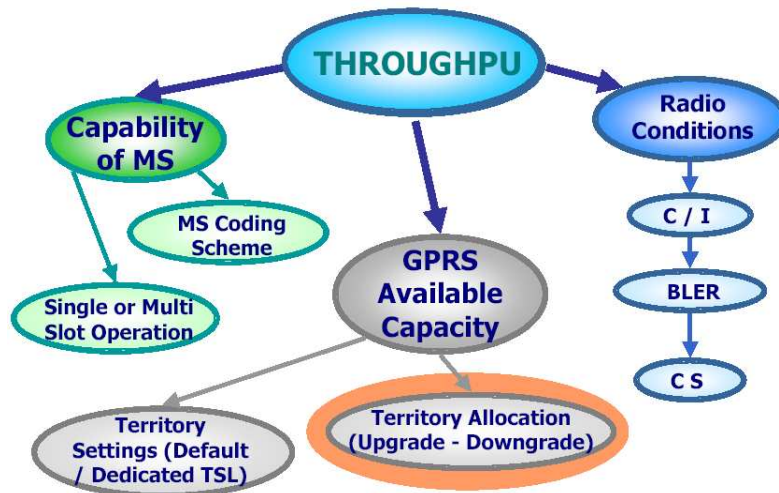 THROUGHPU
Radio
Conditions
Capability
of MS
MS Coding
Scheme
C / I
GPRS
Available
Capacity
BLER
Single or Multi
Slot Operation
C S
Territory
Settings (Default
/ Dedicated TSL)
Territory Allocation
(Upgrade - Downgrade)